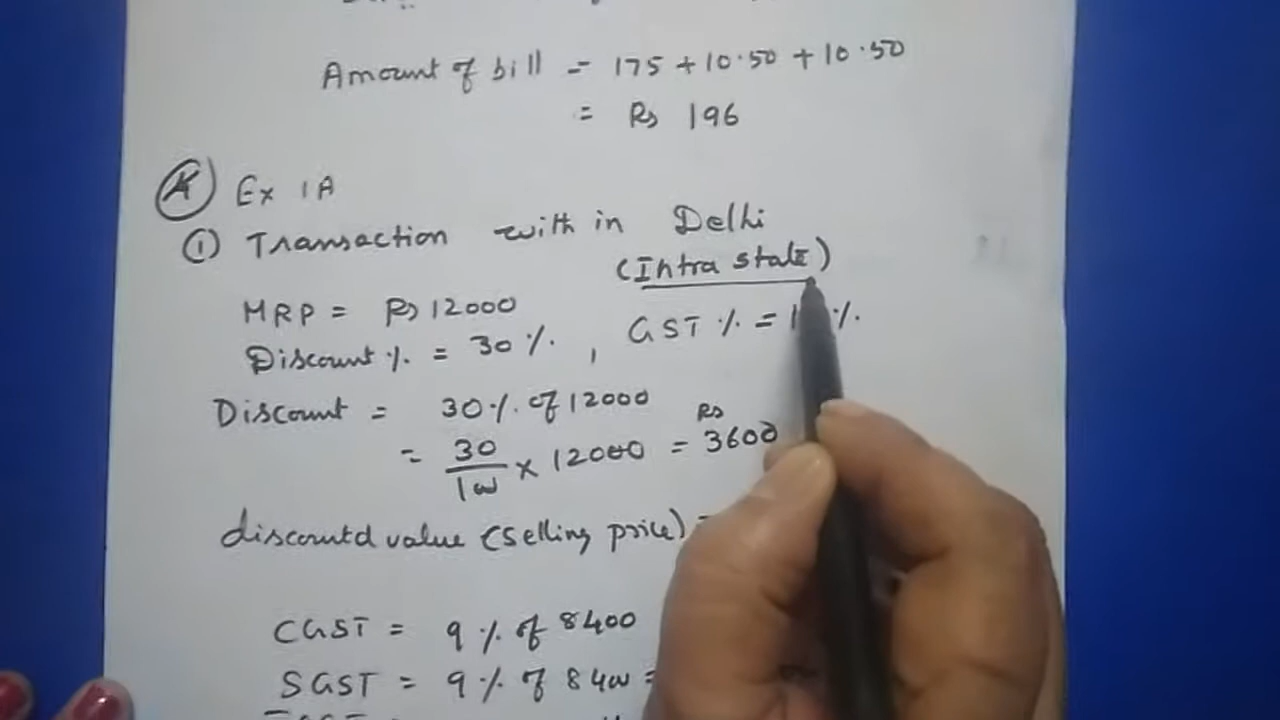 Amount of bill = 175 + 10.50 + 10.50
= Rs 196
Ex 1A
① Transaction with in Delhi
(Intra state)
MRP = Rs 12000
Discount % = 30 %. , GST % = 1 %.
Discount = 30 %. of 12000
= 30/100 × 12000 = Rs 3600
discountd value (selling price) =
CGST = 9 %. of 8400
SGST = 9 %. of 8400 =